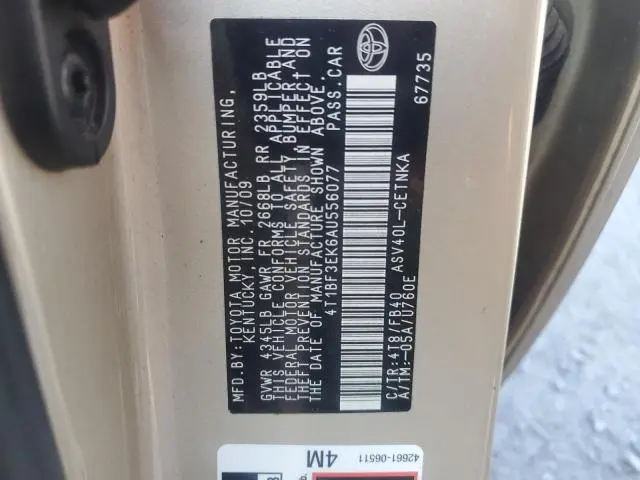 MFD. BY: TOYOTA MOTOR MANUFACTURING,
KENTUCKY, INC. 10/09
GVWR 4345LB GAWR FR 2668LB RR 2359LB
THIS VEHICLE CONFORMS TO ALL APPLICABLE
FEDERAL MOTOR VEHICLE SAFETY, BUMPER, AND
THEFT PREVENTION STANDARDS IN EFFECT ON
THE DATE OF MANUFACTURE SHOWN ABOVE.
4T1BF3EK6AU556077 PASS.CAR
C/TR:4T8/FB40 ASV40L-CETNKA
A/TM:-05A/U760E 67735
4M
42661-06511